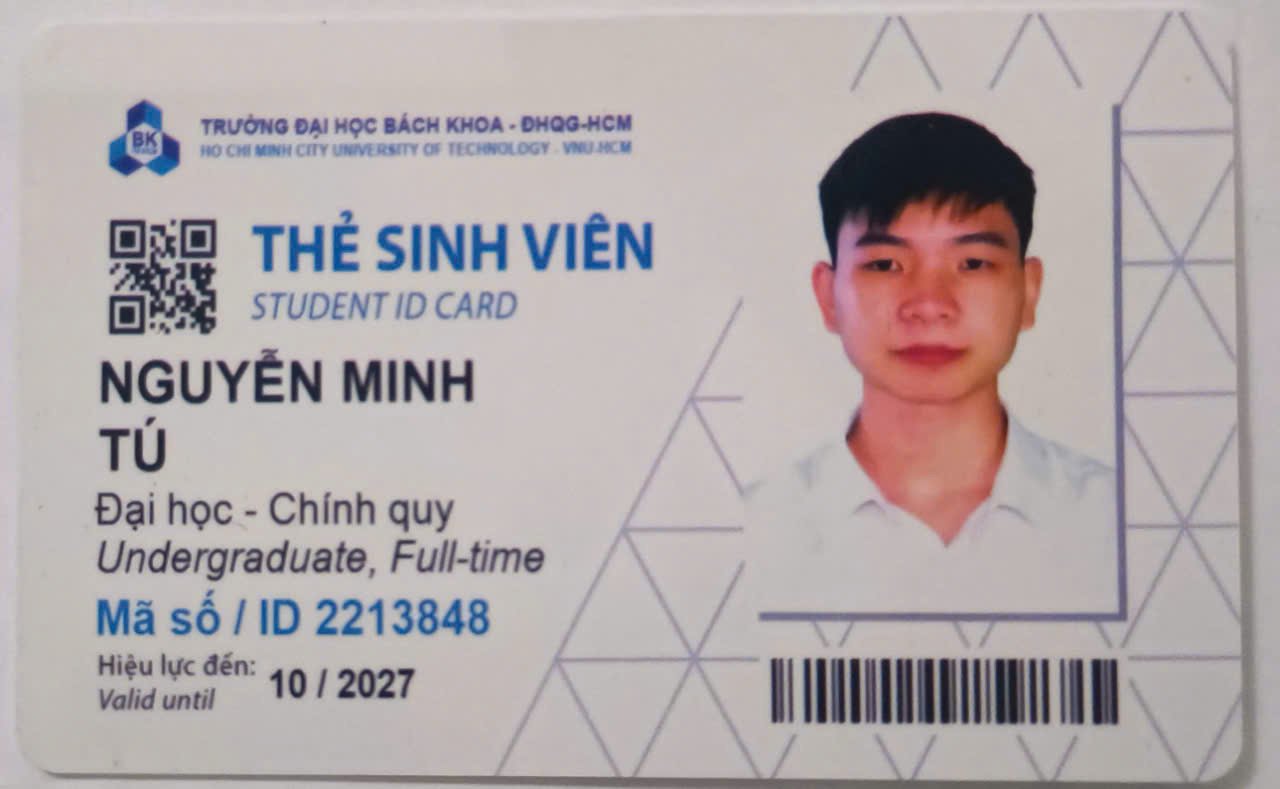 BK
TRƯỜNG ĐẠI HỌC BÁCH KHOA - ĐHQG-HCM
HO CHI MINH CITY UNIVERSITY OF TECHNOLOGY - VNU-HCM
THẺ SINH VIÊN
STUDENT ID CARD
NGUYỄN MINH
TÚ
Đại học - Chính quy
Undergraduate, Full-time
Mã số / ID 2213848
Hiệu lực đến:
Valid until
10 / 2027